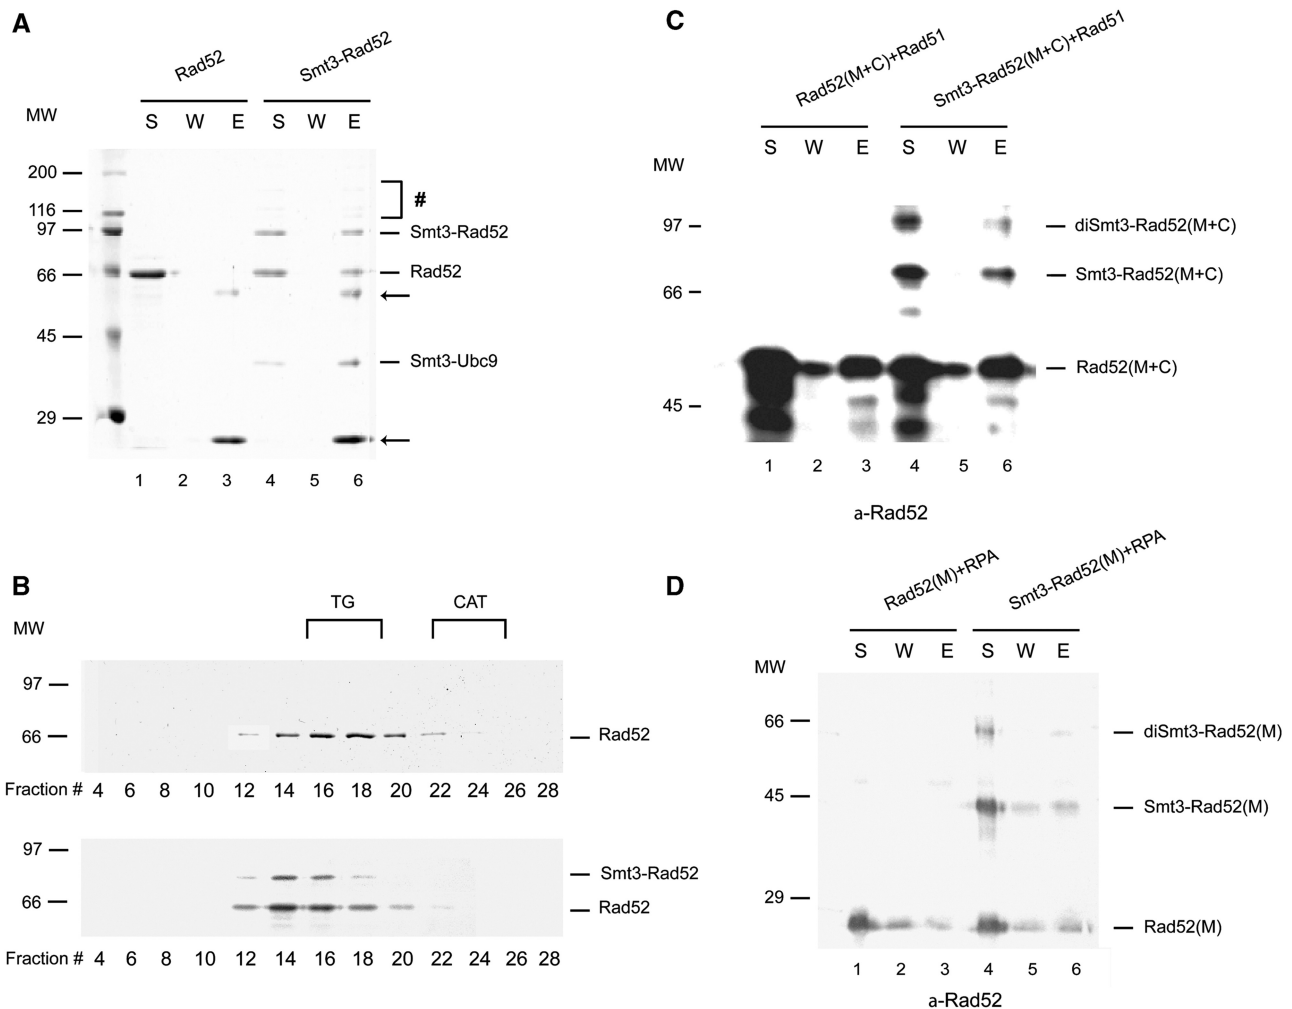 A
Rad52 Smt3-Rad52
MW S W E S W E
200
116
97
66
45
29
#
Smt3-Rad52
Rad52
Smt3-Ubc9
1 2 3 4 5 6
B
TG CAT
MW
97
66
Rad52
Fraction # 4 6 8 10 12 14 16 18 20 22 24 26 28
97
66
Smt3-Rad52
Rad52
Fraction # 4 6 8 10 12 14 16 18 20 22 24 26 28
C
Rad52(M+C)+Rad51 Smt3-Rad52(M+C)+Rad51
S W E S W E
MW
97
66
45
diSmt3-Rad52(M+C)
Smt3-Rad52(M+C)
Rad52(M+C)
1 2 3 4 5 6
a-Rad52
D
Rad52(M)+RPA Smt3-Rad52(M)+RPA
S W E S W E
MW
66
45
29
diSmt3-Rad52(M)
Smt3-Rad52(M)
Rad52(M)
1 2 3 4 5 6
a-Rad52